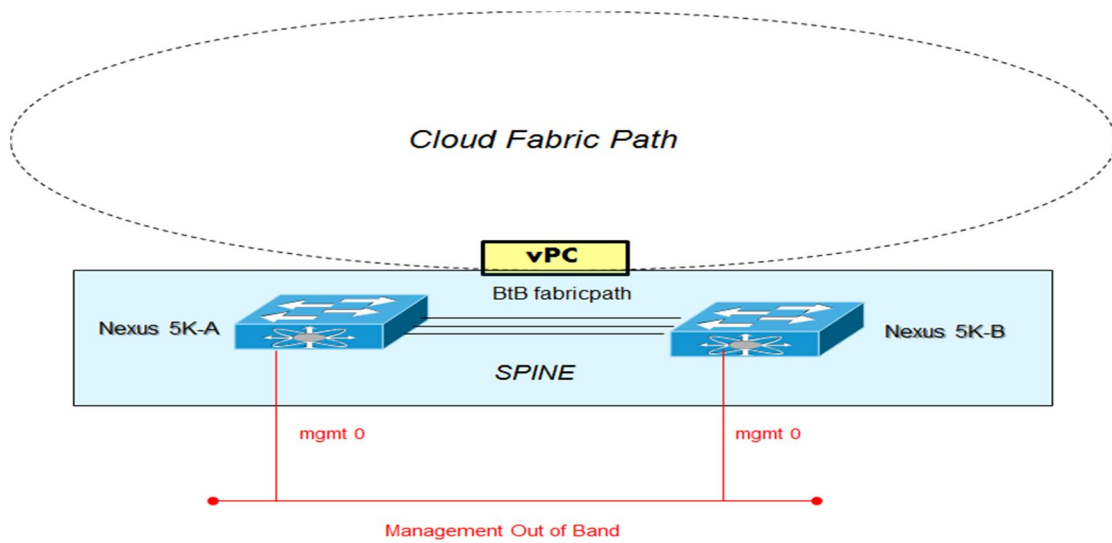 Cloud Fabric Path
vPC
BtB fabricpath
Nexus 5K-A
Nexus 5K-B
SPINE
mgmt 0
mgmt 0
Management Out of Band